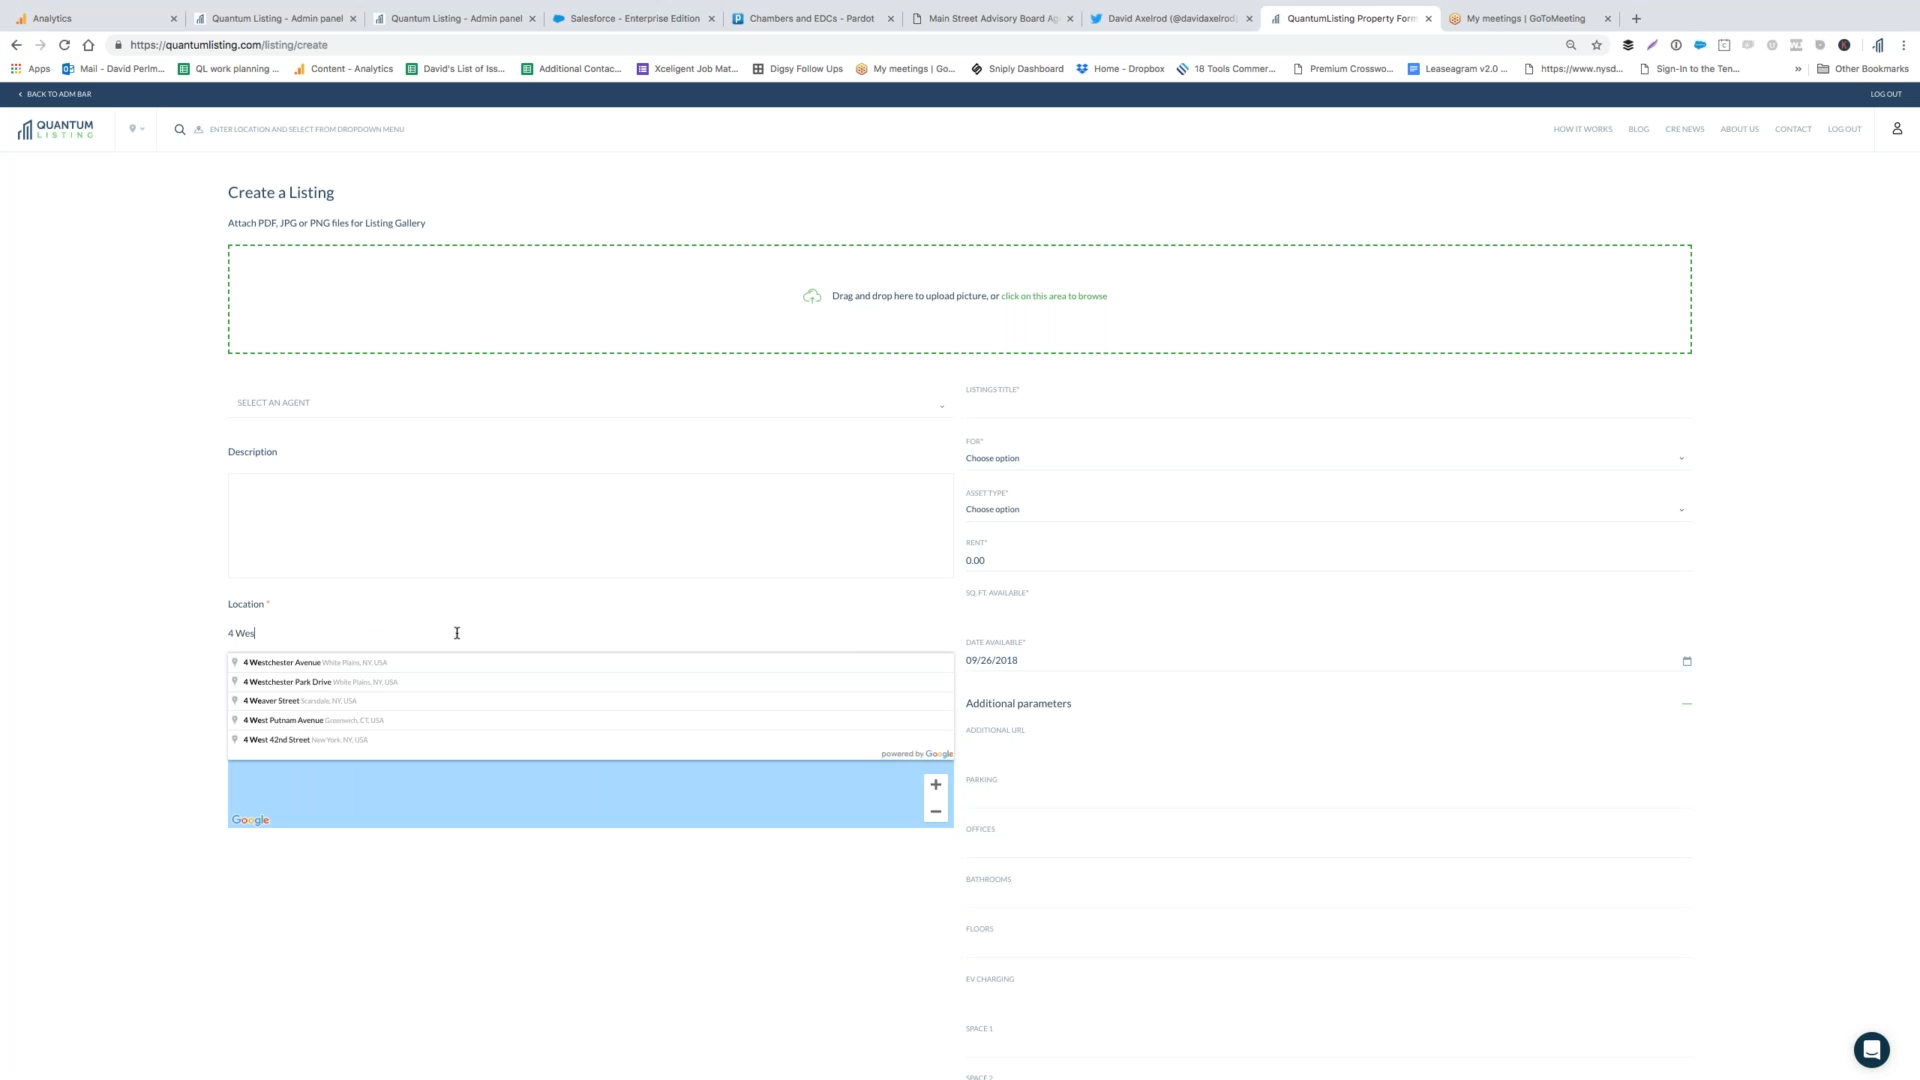 Analytics
Quantum Listing - Admin panel
Quantum Listing - Admin panel
Salesforce - Enterprise Edition
Chambers and EDCs - Pardot
Main Street Advisory Board Ag
David Axelrod (@davidaxelrod)
QuantumListing Property Form
My meetings | GoToMeeting
https://quantumlisting.com/listing/create
Apps
Mail - David Perlm...
QL work planning ...
Content - Analytics
David's List of Iss...
Additional Contac...
Xceligent Job Mat...
Digsy Follow Ups
My meetings | Go...
Sniply Dashboard
Home - Dropbox
18 Tools Commer...
Premium Crosswo...
Leaseagram v2.0 ...
https://www.nysd...
Sign-In to the Ten...
»
Other Bookmarks
BACK TO ADM BAR
LOG OUT
QUANTUM
LISTING
ENTER LOCATION AND SELECT FROM DROPDOWN MENU
HOW IT WORKS
BLOG
CRE NEWS
ABOUT US
CONTACT
LOG OUT
Create a Listing
Attach PDF, JPG or PNG files for Listing Gallery
Drag and drop here to upload picture, or click on this area to browse
SELECT AN AGENT
Description
Location *
4 Wes
4 Westchester Avenue White Plains, NY, USA
4 Westchester Park Drive White Plains, NY, USA
4 Weaver Street Scarsdale, NY, USA
4 West Putnam Avenue Greenwich, CT, USA
4 West 42nd Street New York, NY, USA
powered by Google
Google
LISTINGS TITLE*
FOR*
Choose option
ASSET TYPE*
Choose option
RENT*
0.00
SQ. FT. AVAILABLE*
DATE AVAILABLE*
09/26/2018
Additional parameters
ADDITIONAL URL
PARKING
OFFICES
BATHROOMS
FLOORS
EV CHARGING
SPACE 1
SPACE 2